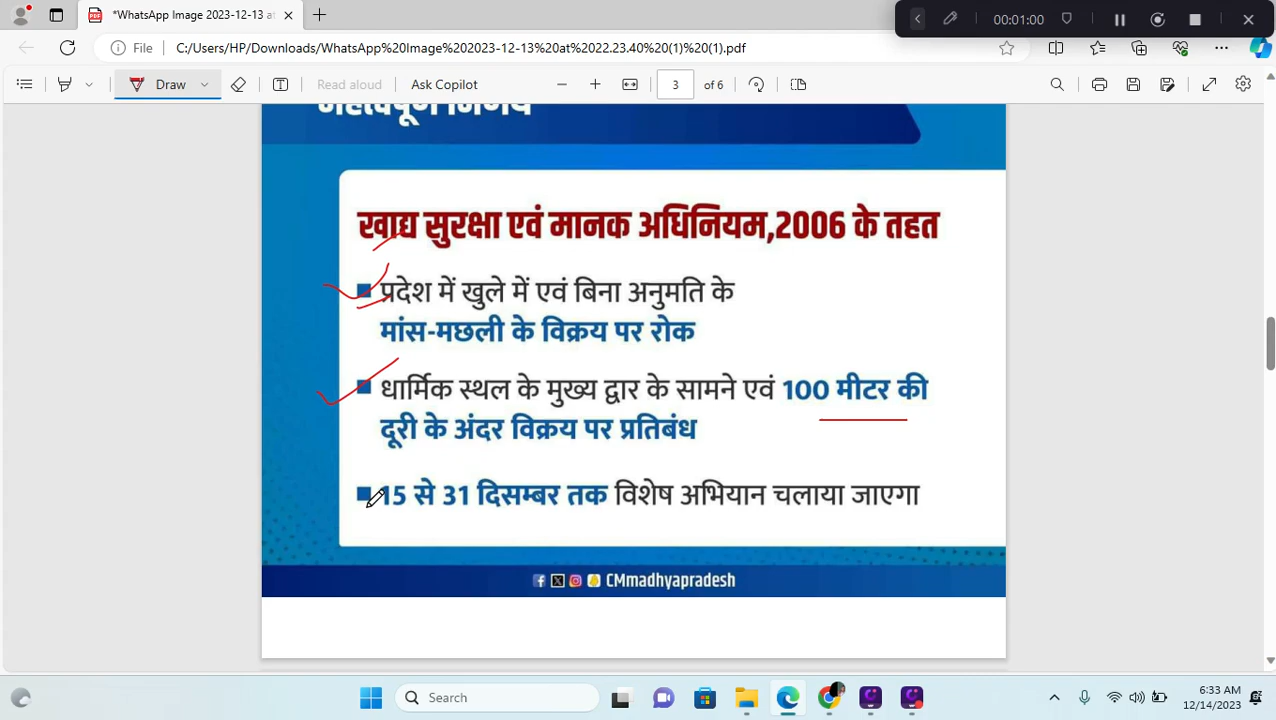 *WhatsApp Image 2023-12-13 at
00:01:00
File C:/Users/HP/Downloads/WhatsApp%20Image%202023-12-13%20at%2022.23.40%20(1)%20(1).pdf
Draw Read aloud Ask Copilot 3 of 6
महत्वपूर्ण निर्णय
खाद्य सुरक्षा एवं मानक अधिनियम,2006 के तहत
प्रदेश में खुले में एवं बिना अनुमति के
मांस-मछली के विक्रय पर रोक
धार्मिक स्थल के मुख्य द्वार के सामने एवं 100 मीटर की
दूरी के अंदर विक्रय पर प्रतिबंध
15 से 31 दिसम्बर तक विशेष अभियान चलाया जाएगा
CMmadhyapradesh
Search
6:33 AM
12/14/2023